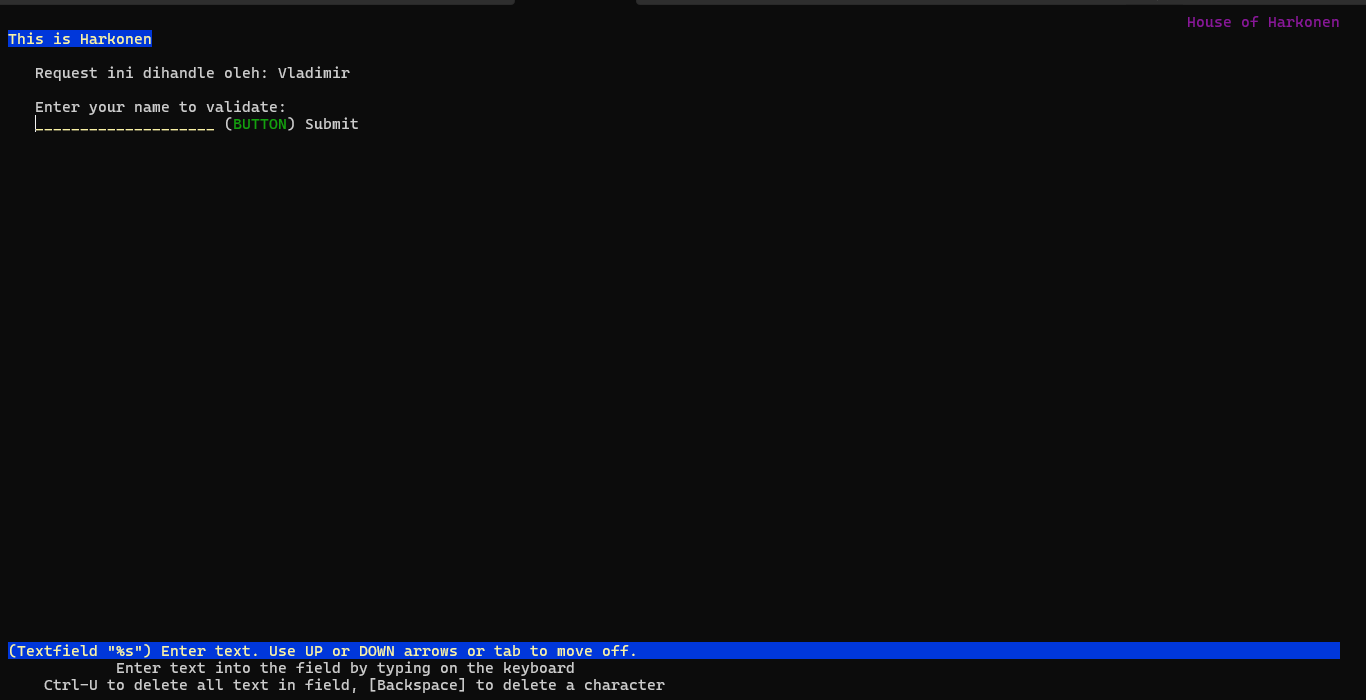 House of Harkonen
This is Harkonen
Request ini dihandle oleh: Vladimir
Enter your name to validate:
____________________ (BUTTON) Submit
(Textfield "%s") Enter text. Use UP or DOWN arrows or tab to move off.
Enter text into the field by typing on the keyboard
Ctrl-U to delete all text in field, [Backspace] to delete a character